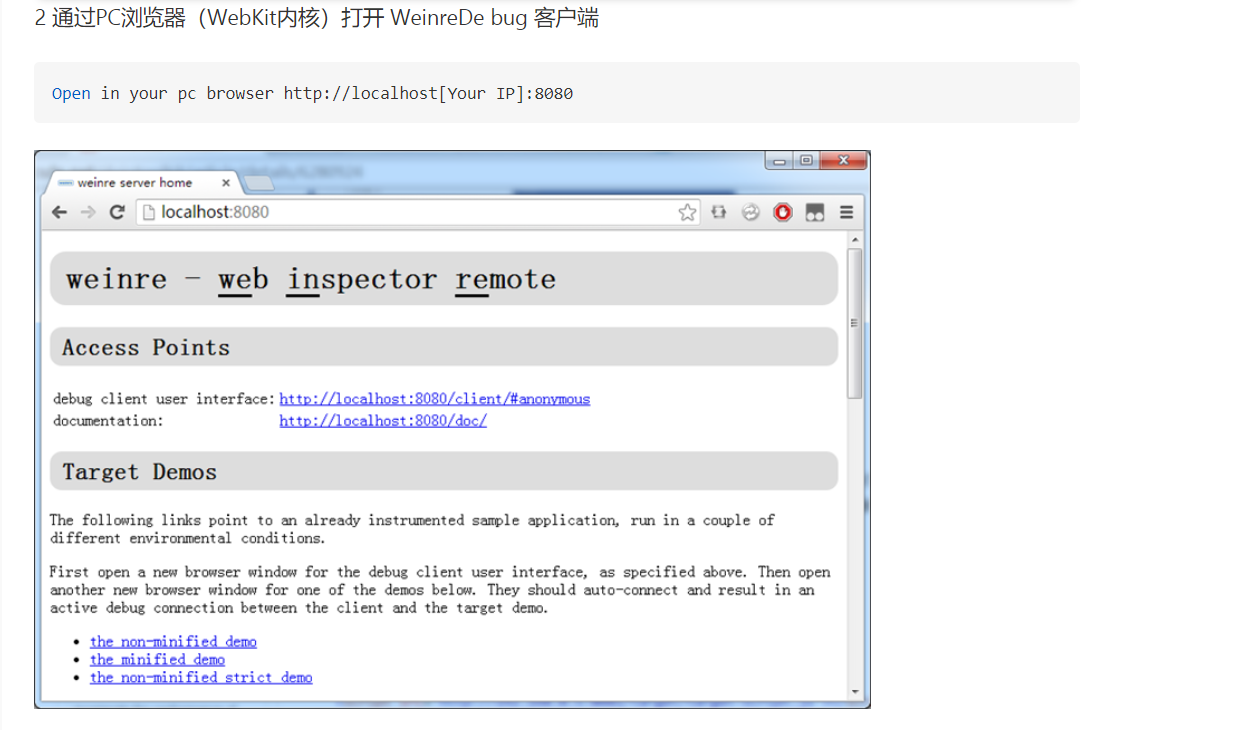 2 通过PC浏览器（WebKit内核）打开 WeinreDe bug 客户端
Open in your pc browser http://localhost[Your IP]:8080
weinre server home
localhost:8080
weinre - web inspector remote
Access Points
debug client user interface: http://localhost:8080/client/#anonymous
documentation: http://localhost:8080/doc/
Target Demos
The following links point to an already instrumented sample application, run in a couple of
different environmental conditions.
First open a new browser window for the debug client user interface, as specified above. Then open
another new browser window for one of the demos below. They should auto-connect and result in an
active debug connection between the client and the target demo.
• the non-minified demo
• the minified demo
• the non-minified strict demo